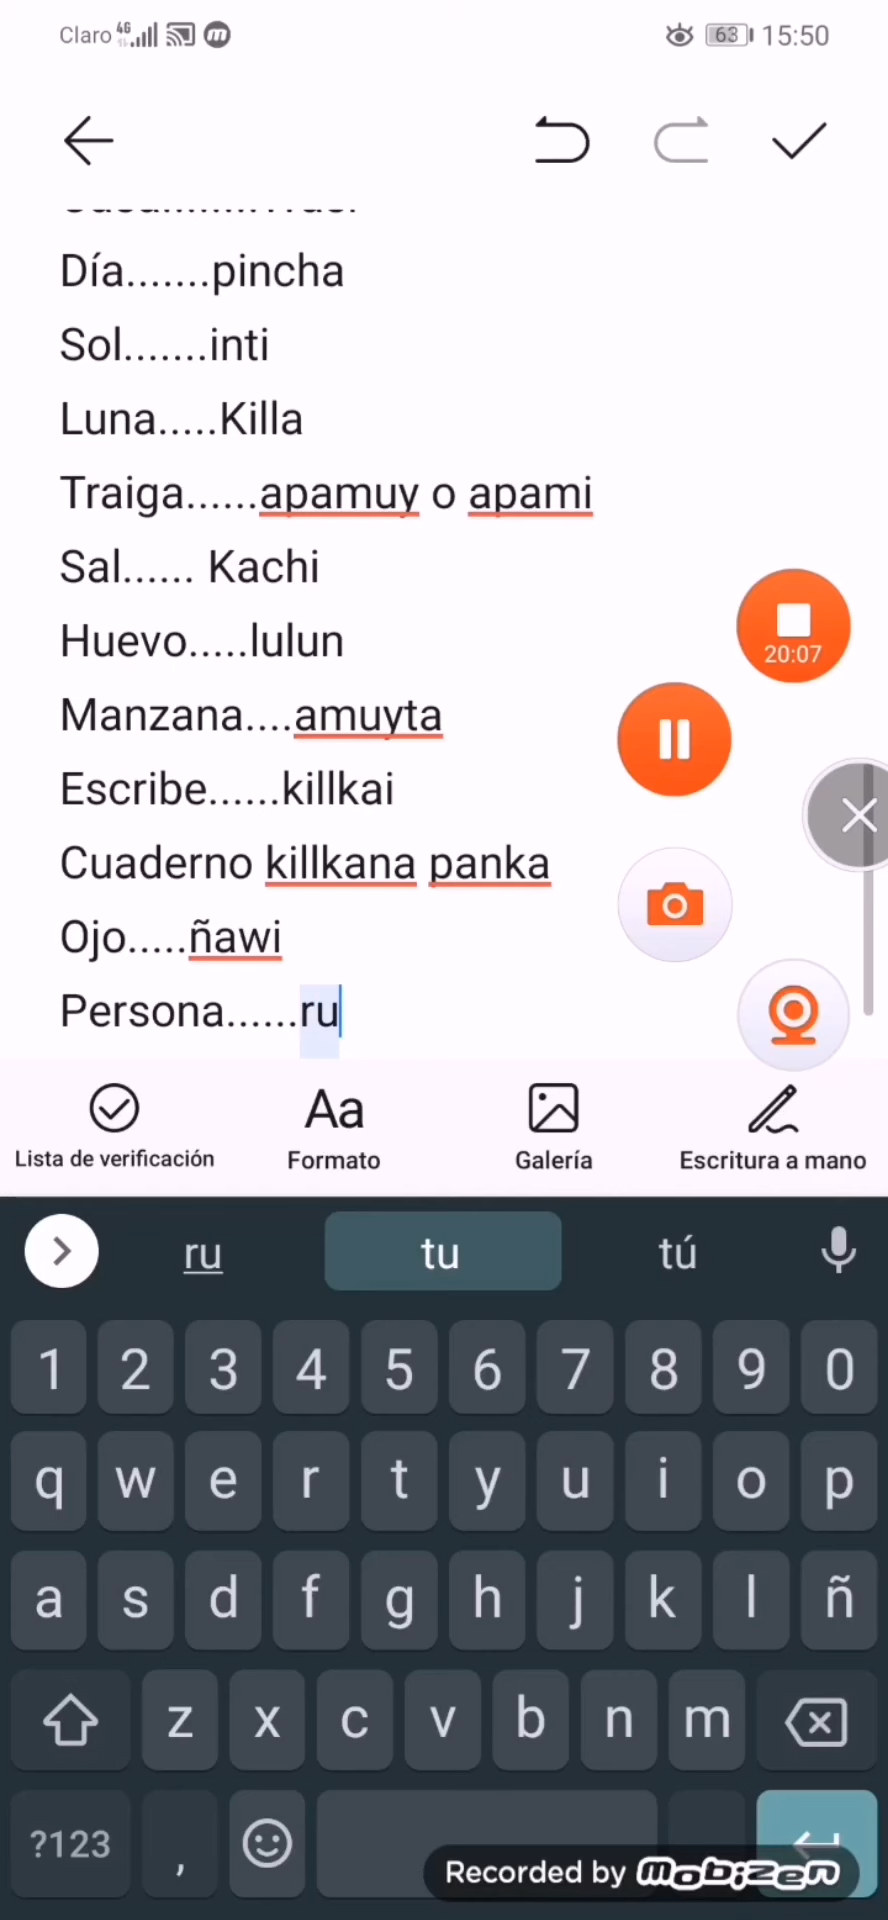 Claro 4G 63 15:50
Día.......pincha
Sol.......inti
Luna.....Killa
Traiga......apamuy o apami
Sal...... Kachi
Huevo.....lulun
20:07
Manzana....amuyta
Escribe......killkai
Cuaderno killkana panka
Ojo.....ñawi
Persona......ru
Aa
Lista de verificación Formato Galería Escritura a mano
ru tu tú
1 2 3 4 5 6 7 8 9 0
q w e r t y u i o p
a s d f g h j k l ñ
z x c v b n m
?123 ,
Recorded by mobizen